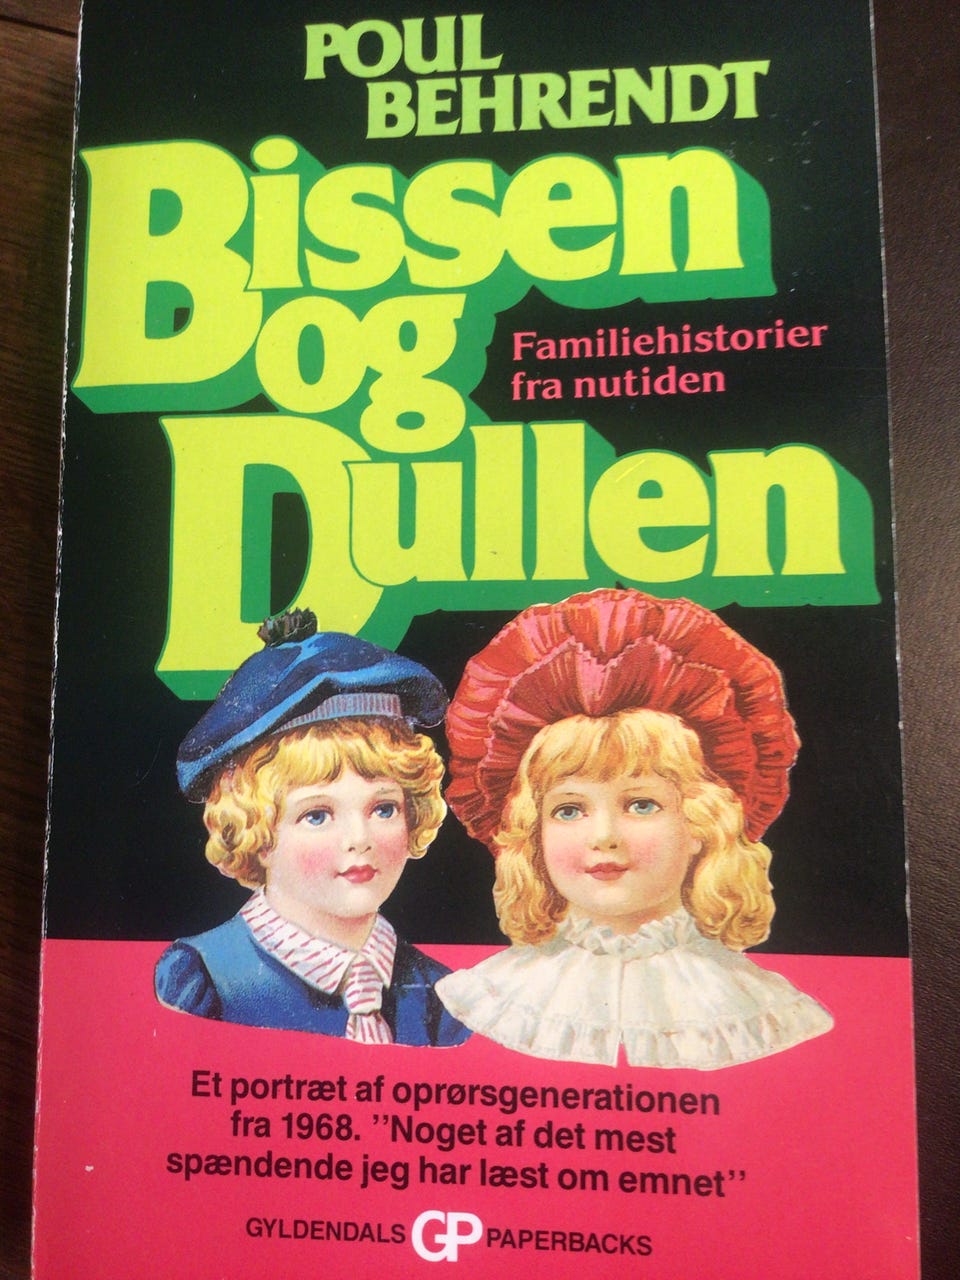 POUL
BEHRENDT
Bissen
og
Dullen
Familiehistorier
fra nutiden
Et portræt af oprørsgenerationen
fra 1968. ”Noget af det mest
spændende jeg har læst om emnet”
GYLDENDALS GP PAPERBACKS